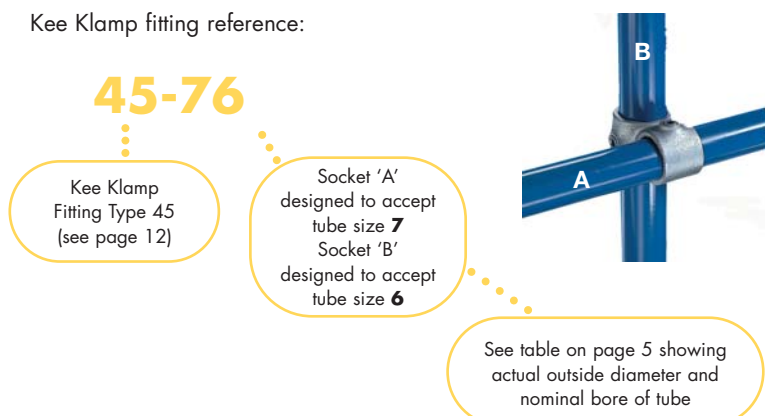 Kee Klamp fitting reference:
45-76
Kee Klamp
Fitting Type 45
(see page 12)
Socket ‘A’
designed to accept
tube size 7
Socket ‘B’
designed to accept
tube size 6
B
A
See table on page 5 showing
actual outside diameter and
nominal bore of tube